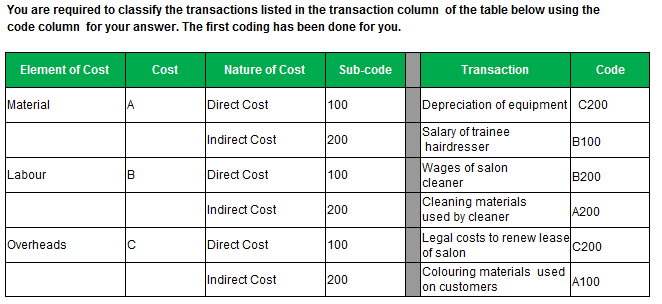 You are required to classify the transactions listed in the transaction column of the table below using the
code column for your answer. The first coding has been done for you.
Element of Cost Cost Nature of Cost Sub-code Transaction Code
Material A Direct Cost 100 Depreciation of equipment C200
Indirect Cost 200 Salary of trainee
hairdresser B100
Labour B Direct Cost 100 Wages of salon
cleaner B200
Indirect Cost 200 Cleaning materials
used by cleaner A200
Overheads C Direct Cost 100 Legal costs to renew lease
of salon C200
Indirect Cost 200 Colouring materials used
on customers A100